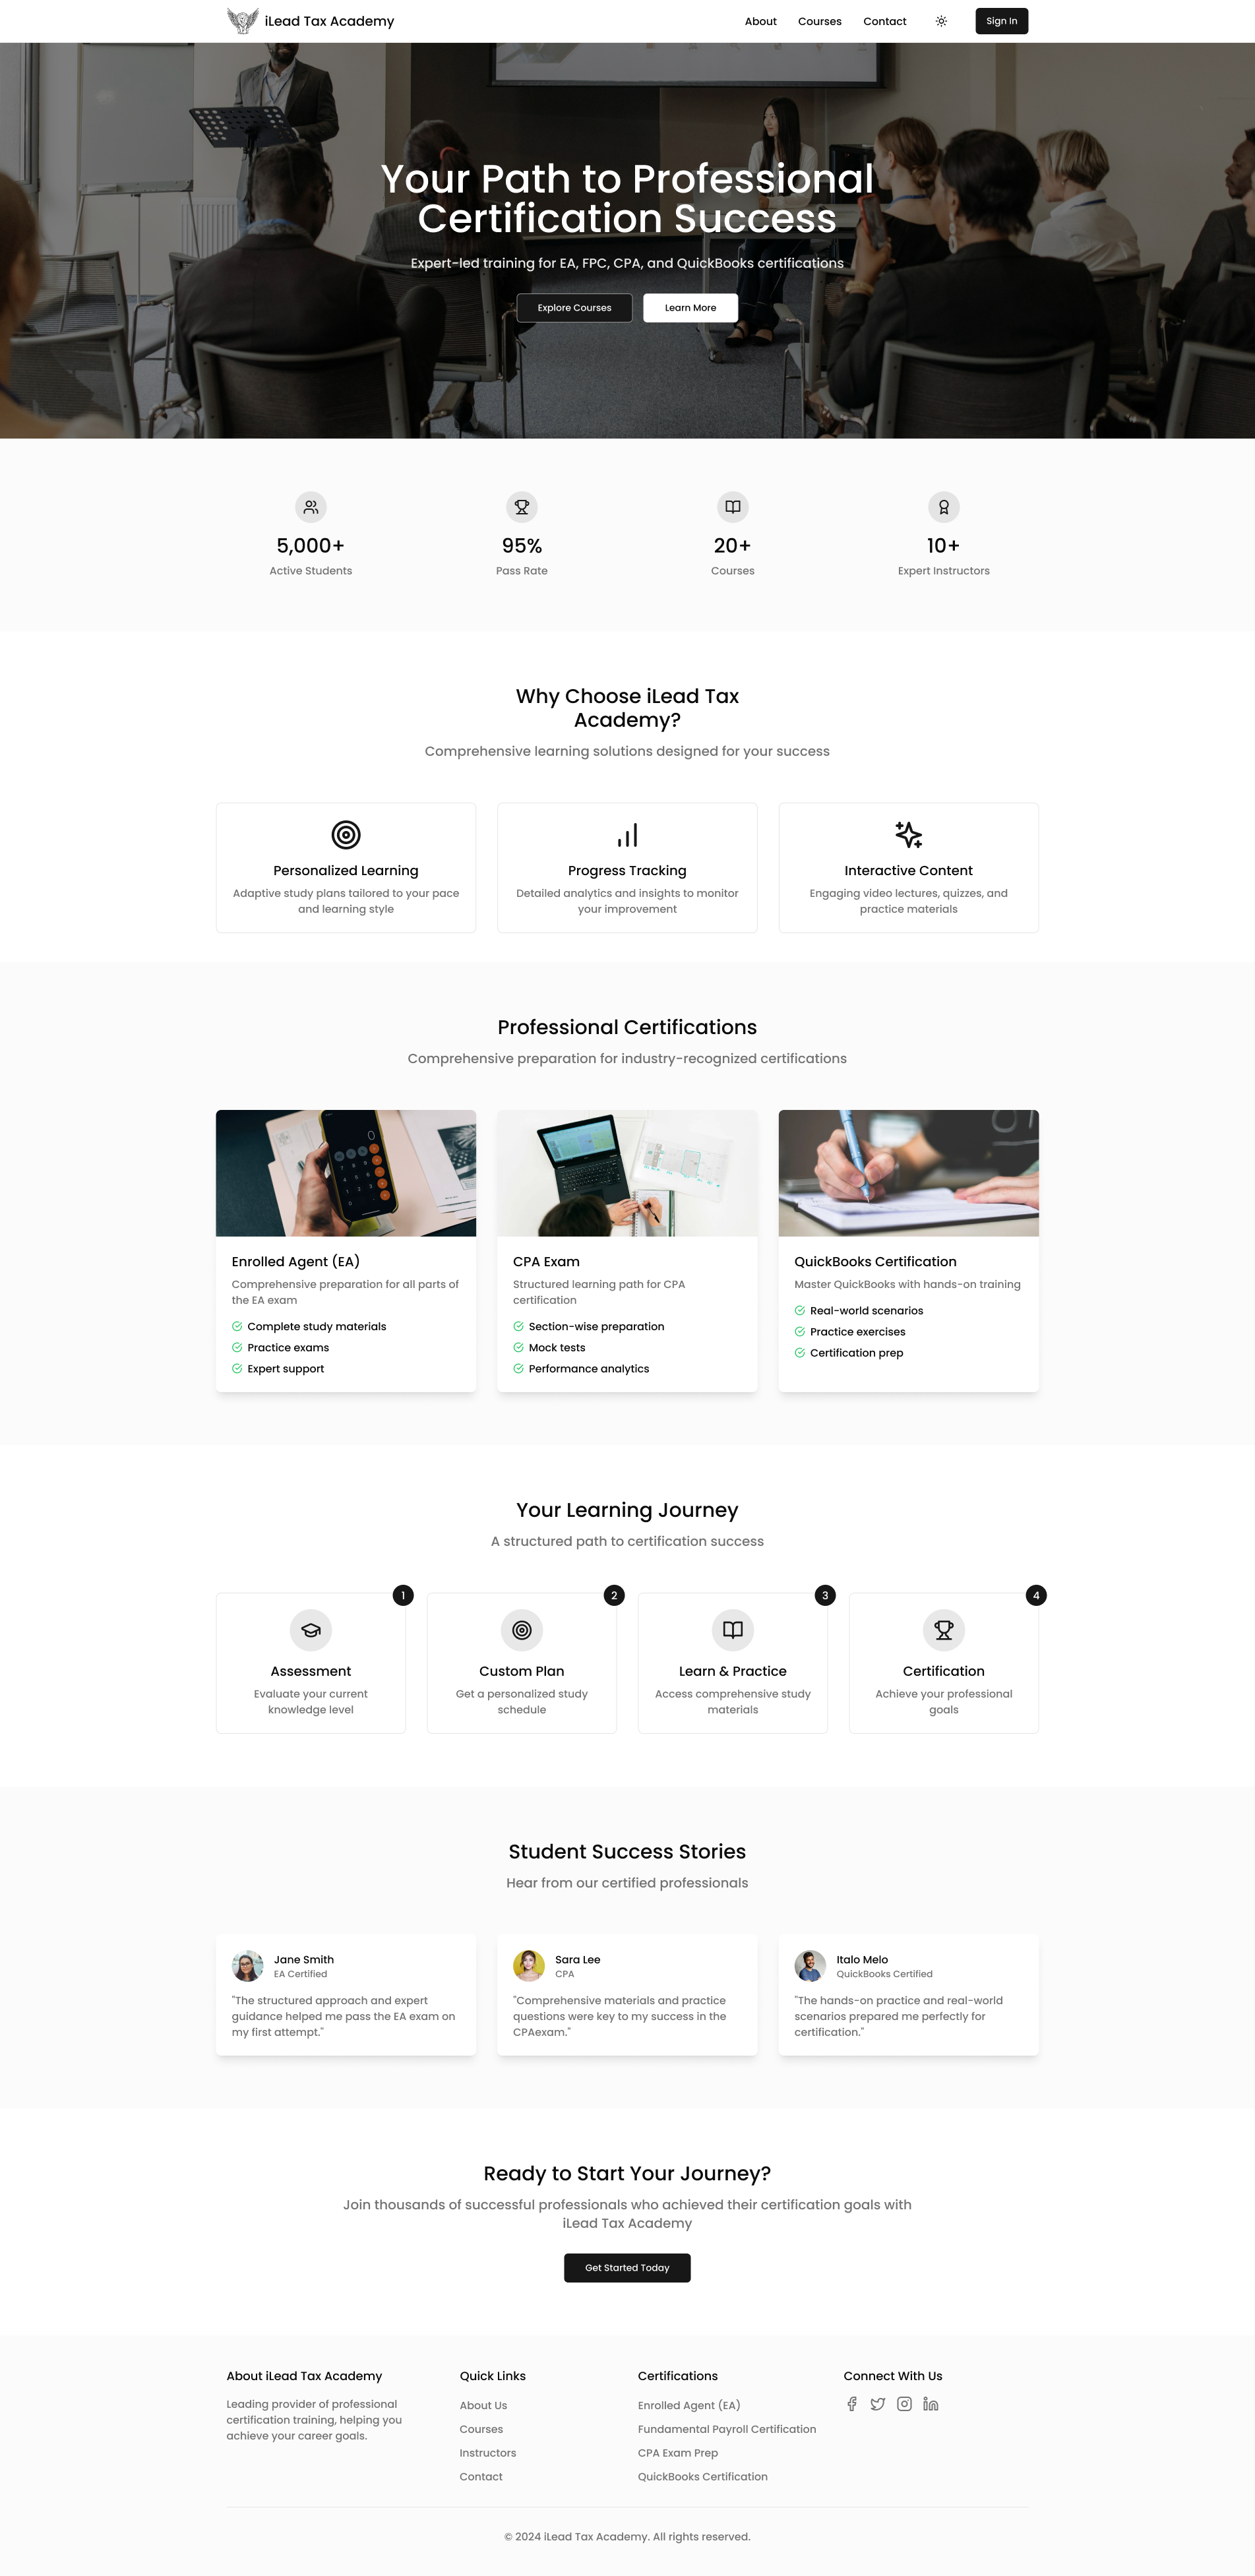 iLead Tax Academy
About
Courses
Contact
Sign In
Your Path to Professional
Certification Success
Expert-led training for EA, FPC, CPA, and QuickBooks certifications
Explore Courses
Learn More
5,000+
Active Students
95%
Pass Rate
20+
Courses
10+
Expert Instructors
Why Choose iLead Tax
Academy?
Comprehensive learning solutions designed for your success
Personalized Learning
Adaptive study plans tailored to your pace
and learning style
Progress Tracking
Detailed analytics and insights to monitor
your improvement
Interactive Content
Engaging video lectures, quizzes, and
practice materials
Professional Certifications
Comprehensive preparation for industry-recognized certifications
Enrolled Agent (EA)
Comprehensive preparation for all parts of
the EA exam
Complete study materials
Practice exams
Expert support
CPA Exam
Structured learning path for CPA
certification
Section-wise preparation
Mock tests
Performance analytics
QuickBooks Certification
Master QuickBooks with hands-on training
Real-world scenarios
Practice exercises
Certification prep
Your Learning Journey
A structured path to certification success
1
Assessment
Evaluate your current
knowledge level
2
Custom Plan
Get a personalized study
schedule
3
Learn & Practice
Access comprehensive study
materials
4
Certification
Achieve your professional
goals
Student Success Stories
Hear from our certified professionals
Jane Smith
EA Certified
"The structured approach and expert
guidance helped me pass the EA exam on
my first attempt."
Sara Lee
CPA
"Comprehensive materials and practice
questions were key to my success in the
CPAexam."
Italo Melo
QuickBooks Certified
"The hands-on practice and real-world
scenarios prepared me perfectly for
certification."
Ready to Start Your Journey?
Join thousands of successful professionals who achieved their certification goals with
iLead Tax Academy
Get Started Today
About iLead Tax Academy
Leading provider of professional
certification training, helping you
achieve your career goals.
Quick Links
About Us
Courses
Instructors
Contact
Certifications
Enrolled Agent (EA)
Fundamental Payroll Certification
CPA Exam Prep
QuickBooks Certification
Connect With Us
© 2024 iLead Tax Academy. All rights reserved.